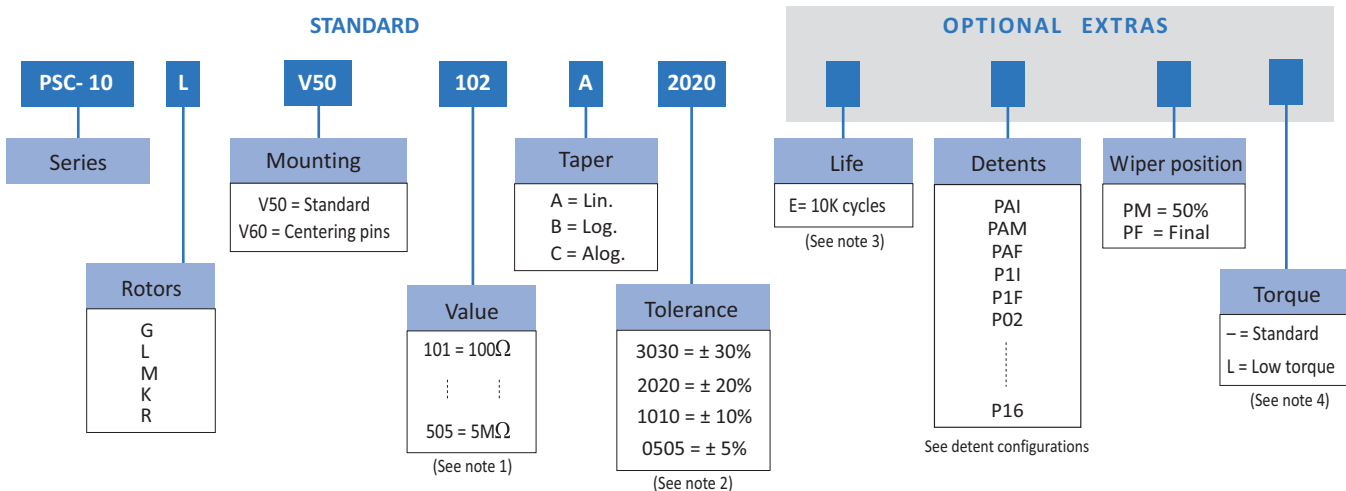 STANDARD
OPTIONAL EXTRAS
PSC- 10
L
V50
102
A
2020
Series
Mounting
V50 = Standard
V60 = Centering pins
Taper
A = Lin.
B = Log.
C = Alog.
Life
E= 10K cycles
(See note 3)
Detents
PAI
PAM
PAF
P1I
P1F
P02
P16
See detent configurations
Wiper position
PM = 50%
PF = Final
Rotors
G
L
M
K
R
Value
101 = 100Ω
505 = 5MΩ
(See note 1)
Tolerance
3030 = ± 30%
2020 = ± 20%
1010 = ± 10%
0505 = ± 5%
(See note 2)
Torque
– = Standard
L = Low torque
(See note 4)